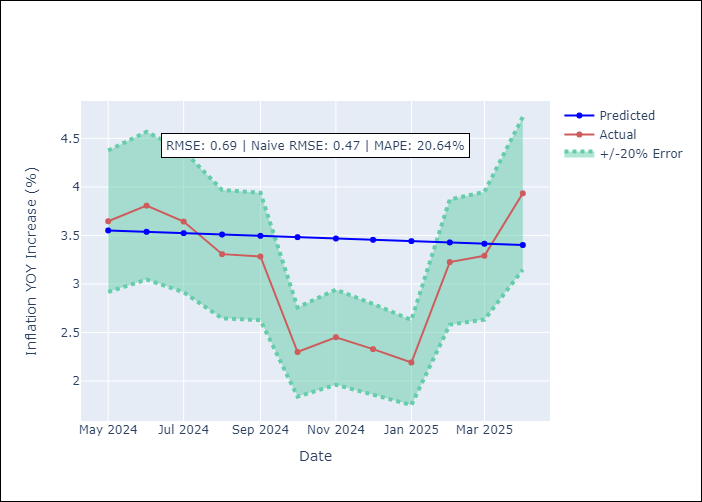 RMSE: 0.69 | Naive RMSE: 0.47 | MAPE: 20.64%
Predicted
Actual
+/-20% Error
Inflation YOY Increase (%)
4.5
4
3.5
3
2.5
2
May 2024
Jul 2024
Sep 2024
Nov 2024
Jan 2025
Mar 2025
Date